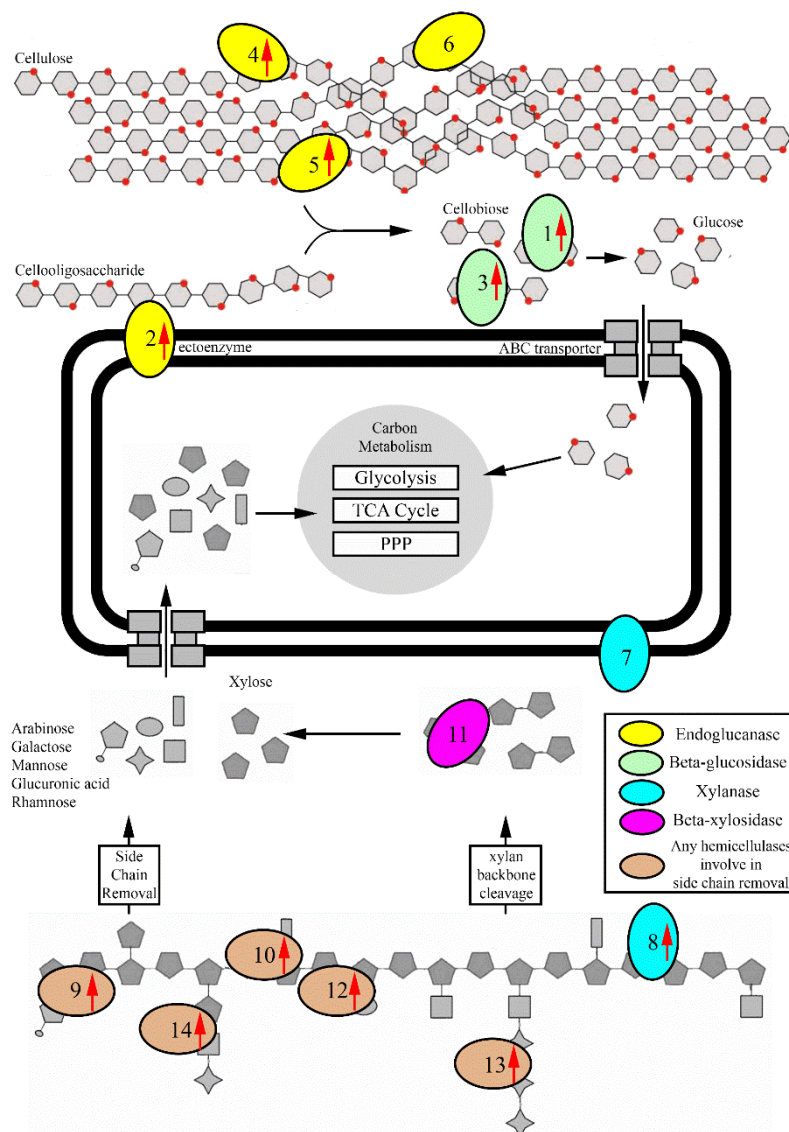 4
6
Cellulose
5
Cellobiose
Glucose
1
Cellooligosaccharide
3
2
ectoenzyme
ABC transporter
Carbon
Metabolism
Glycolysis
TCA Cycle
PPP
7
Xylose
Arabinose
Galactose
Mannose
Glucuronic acid
Rhamnose
11
Endoglucanase
Beta-glucosidase
Xylanase
Beta-xylosidase
Any hemicellulases
involve in
side chain removal
Side
Chain
Removal
xylan
backbone
cleavage
8
10
9
12
14
13